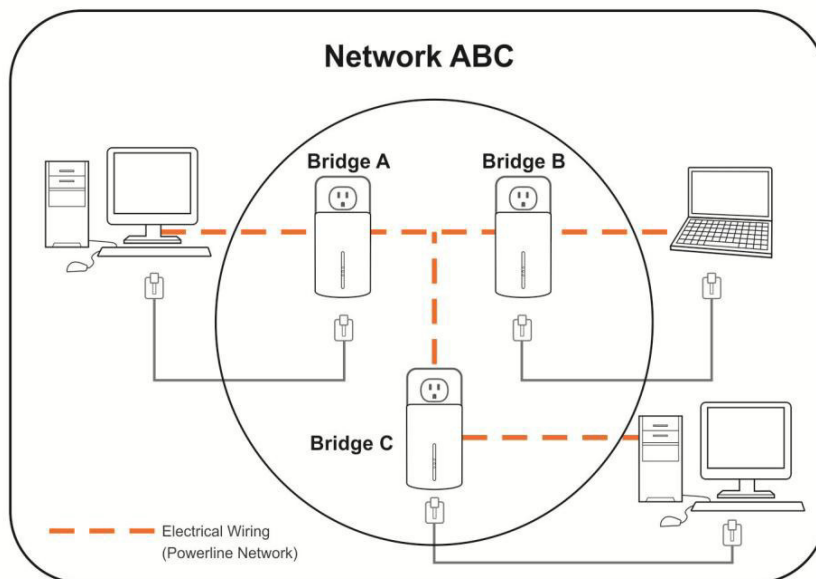 Network ABC
Bridge A
Bridge B
Bridge C
Electrical Wiring
(Powerline Network)